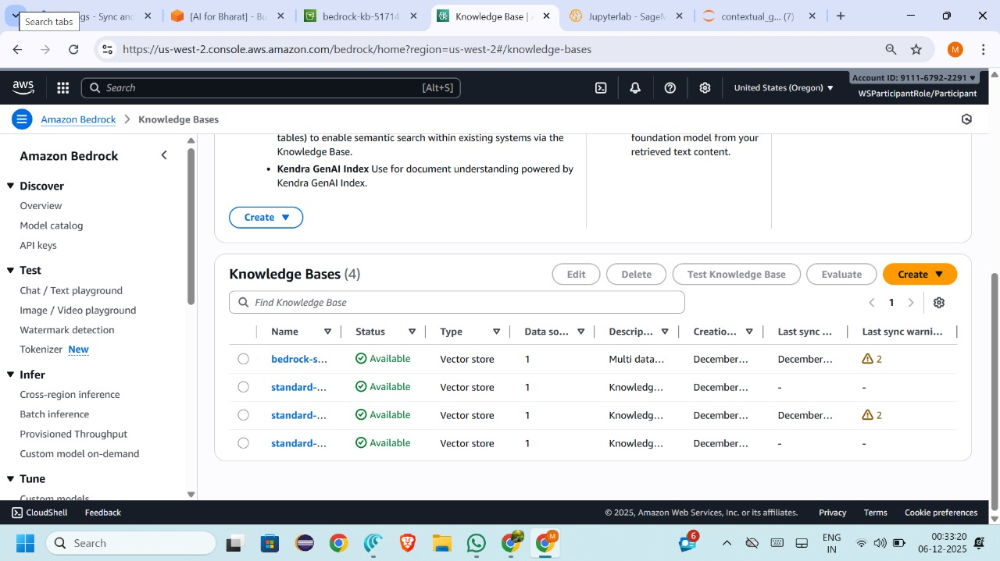 gs - Sync and
[AI for Bharat] - Bu
bedrock-kb-51714
Knowledge Base | A
Jupyterlab - SageM
contextual_g... (7)
Search tabs
https://us-west-2.console.aws.amazon.com/bedrock/home?region=us-west-2#/knowledge-bases
M
aws
Search
[Alt+S]
United States (Oregon) ▼
Account ID: 9111-6792-2291 ▼
WSParticipantRole/Participant
Amazon Bedrock
Knowledge Bases
Amazon Bedrock
Discover
Overview
Model catalog
API keys
Test
Chat / Text playground
Image / Video playground
Watermark detection
Tokenizer New
Infer
Cross-region inference
Batch inference
Provisioned Throughput
Custom model on-demand
Tune
Custom models
tables) to enable semantic search within existing systems via the
Knowledge Base.
• Kendra GenAI Index Use for document understanding powered by
Kendra GenAI Index.
foundation model from your
retrieved text content.
Create
Knowledge Bases (4)
Edit
Delete
Test Knowledge Base
Evaluate
Create
Find Knowledge Base
1
Name Status Type Data so... Descrip... Creatio... Last sync ... Last sync warni...
bedrock-s... Available Vector store 1 Multi data... December... December... 2
standard-... Available Vector store 1 Knowledg... December... - -
standard-... Available Vector store 1 Knowledg... December... December... 2
standard-... Available Vector store 1 Knowledg... December... - -
CloudShell
Feedback
© 2025, Amazon Web Services, Inc. or its affiliates.
Privacy
Terms
Cookie preferences
Search
M
6
ENG
IN
00:33:20
06-12-2025